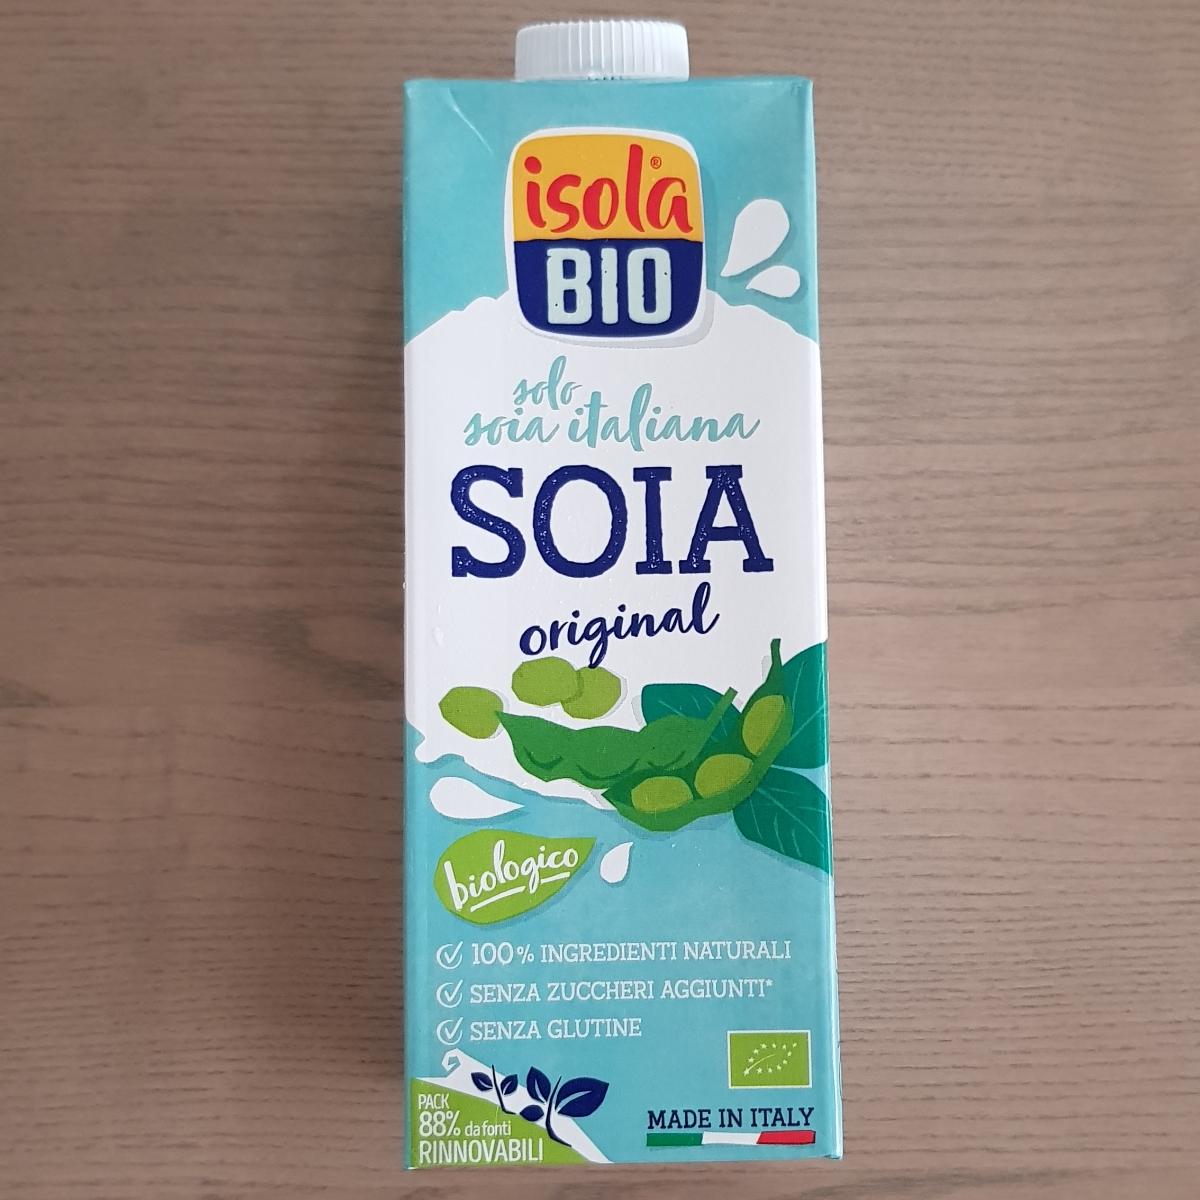 isola®
BIO
solo
soia italiana
SOIA
original
biologico
100% INGREDIENTI NATURALI
SENZA ZUCCHERI AGGIUNTI*
SENZA GLUTINE
PACK
88% da fonti
RINNOVABILI
MADE IN ITALY